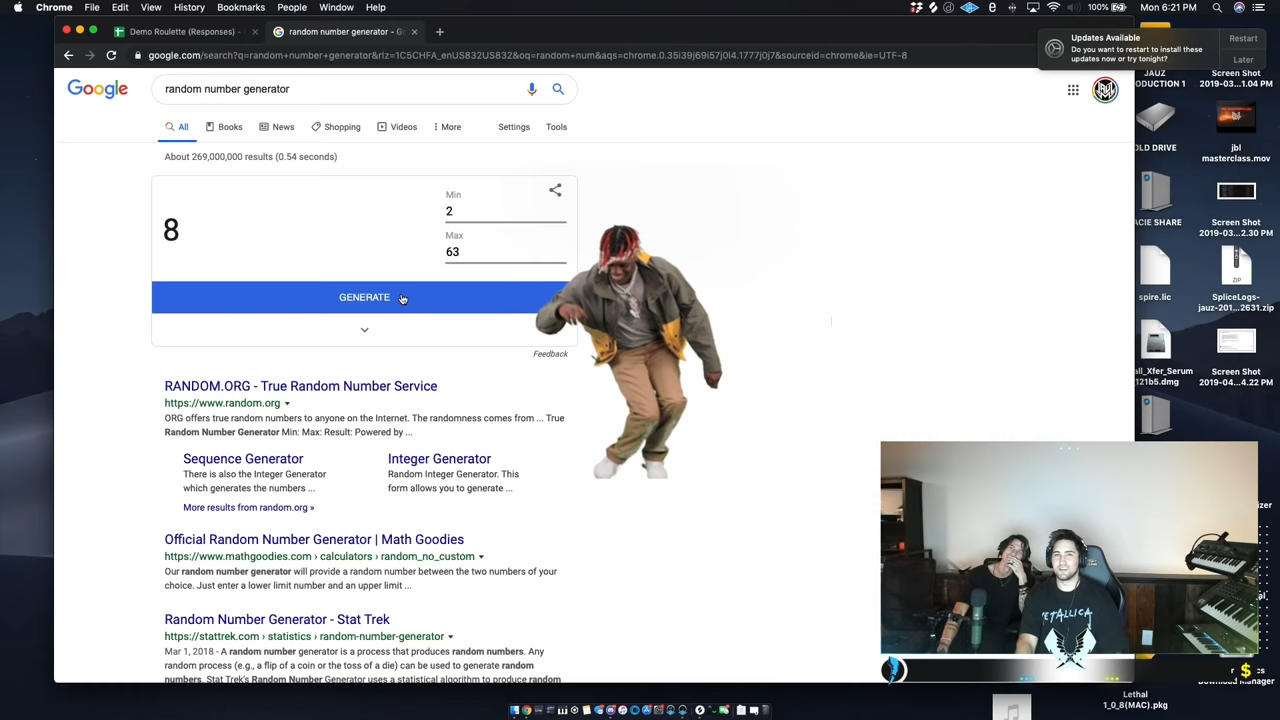 Chrome File Edit View History Bookmarks People Window Help
100% Mon 6:21 PM
Demo Roulette (Responses) -
random number generator - G
google.com/search?q=random+number+generator&rlz=1C5CHFA_enUS832US832&oq=random+num&aqs=chrome.0.35i39j69i57j0l4.1777j0j7&sourceid=chrome&ie=UTF-8
Updates Available
Do you want to restart to install these
updates now or try tonight?
Restart
Later
Google
random number generator
All Books News Shopping Videos More Settings Tools
About 269,000,000 results (0.54 seconds)
8
Min
2
Max
63
GENERATE
Feedback
RANDOM.ORG - True Random Number Service
https://www.random.org
ORG offers true random numbers to anyone on the Internet. The randomness comes from ... True
Random Number Generator Min: Max: Result: Powered by ...
Sequence Generator
There is also the Integer Generator
which generates the numbers ...
Integer Generator
Random Integer Generator. This
form allows you to generate ...
More results from random.org »
Official Random Number Generator | Math Goodies
https://www.mathgoodies.com › calculators › random_no_custom
Our random number generator will provide a random number between the two numbers of your
choice. Just enter a lower limit number and an upper limit ...
Random Number Generator - Stat Trek
https://stattrek.com › statistics › random-number-generator
Mar 1, 2018 - A random number generator is a process that produces random numbers. Any
random process (e.g., a flip of a coin or the toss of a die) can be used to generate random
numbers. Stat Trek's Random Number Generator uses a statistical algorithm to produce random
JAUZ
PRODUCTION 1
Screen Shot
2019-03...1.04 PM
OLD DRIVE
jbl
masterclass.mov
ACIE SHARE
Screen Shot
2019-03...2.30 PM
spire.lic
ZIP
SpliceLogs-
jauz-201...2631.zip
all_Xfer_Serum
121b5.dmg
Screen Shot
2019-04...4.22 PM
METALLICA
$
Download Manager
Lethal
1_0_8(MAC).pkg